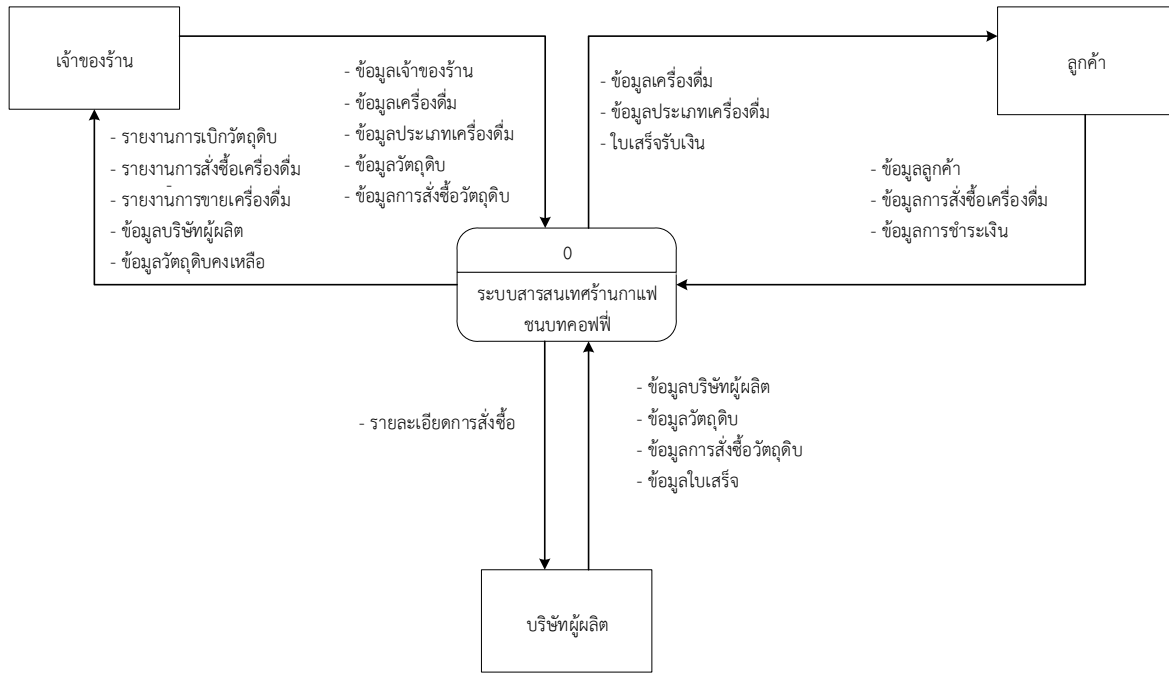 เจ้าของร้าน
ลูกค้า
- ข้อมูลเจ้าของร้าน
- ข้อมูลเครื่องดื่ม
- ข้อมูลประเภทเครื่องดื่ม
- ข้อมูลวัตถุดิบ
- ข้อมูลการสั่งซื้อวัตถุดิบ
- ข้อมูลเครื่องดื่ม
- ข้อมูลประเภทเครื่องดื่ม
- ใบเสร็จรับเงิน
- รายงานการเบิกวัตถุดิบ
- รายงานการสั่งซื้อเครื่องดื่ม
- รายงานการขายเครื่องดื่ม
- ข้อมูลบริษัทผู้ผลิต
- ข้อมูลวัตถุดิบคงเหลือ
- ข้อมูลลูกค้า
- ข้อมูลการสั่งซื้อเครื่องดื่ม
- ข้อมูลการชำระเงิน
0
ระบบสารสนเทศร้านกาแฟ
ชนบทคอฟฟี่
- รายละเอียดการสั่งซื้อ
- ข้อมูลบริษัทผู้ผลิต
- ข้อมูลวัตถุดิบ
- ข้อมูลการสั่งซื้อวัตถุดิบ
- ข้อมูลใบเสร็จ
บริษัทผู้ผลิต